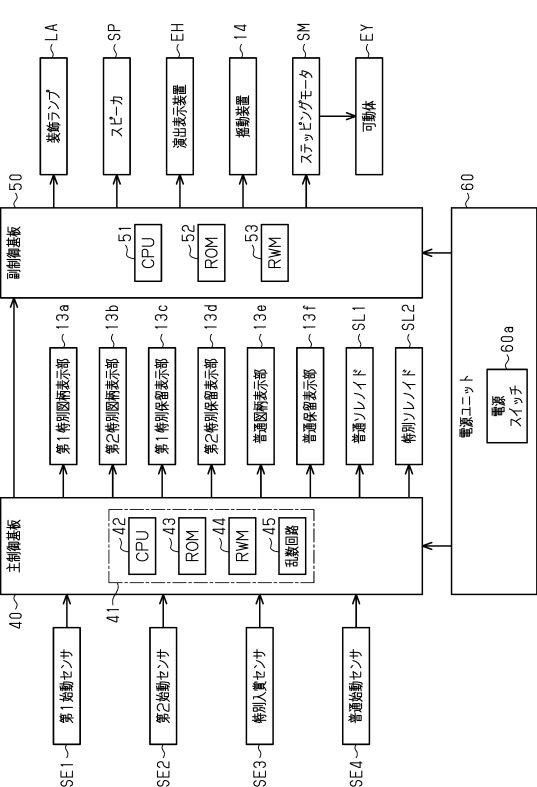 SE1
第1始動センサ
SE2
第2始動センサ
SE3
特別入賞センサ
SE4
普通始動センサ
40
主制御基板
41
42
CPU
43
ROM
44
RWM
45
乱数回路
第1特別図柄表示部
13a
第2特別図柄表示部
13b
第1特別保留表示部
13c
第2特別保留表示部
13d
普通図柄表示部
13e
普通保留表示部
13f
普通ソレノイド
SL1
特別ソレノイド
SL2
副制御基板
50
51
CPU
52
ROM
53
RWM
装飾ランプ
LA
スピーカ
SP
演出表示装置
EH
揺動装置
14
ステッピングモータ
SM
可動体
EY
電源ユニット
60
電源
スイッチ
60a